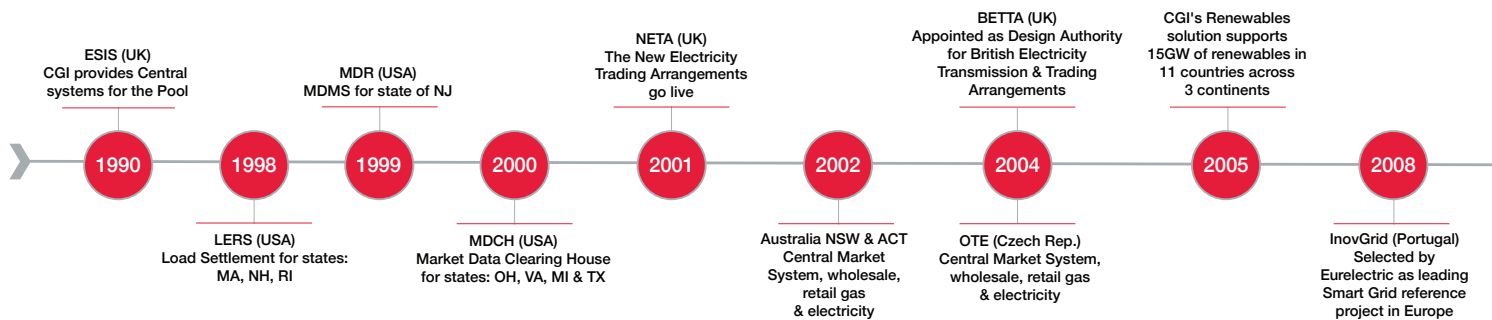 ESIS (UK)
CGI provides Central
systems for the Pool
1990
LERS (USA)
Load Settlement for states:
MA, NH, RI
1998
MDR (USA)
MDMS for state of NJ
1999
MDCH (USA)
Market Data Clearing House
for states: OH, VA, MI & TX
2000
NETA (UK)
The New Electricity
Trading Arrangements
go live
2001
Australia NSW & ACT
Central Market
System, wholesale,
retail gas
& electricity
2002
BETTA (UK)
Appointed as Design Authority
for British Electricity
Transmission & Trading
Arrangements
2004
OTE (Czech Rep.)
Central Market System,
wholesale, retail gas
& electricity
CGI's Renewables
solution supports
15GW of renewables in
11 countries across
3 continents
2005
2008
InovGrid (Portugal)
Selected by
Eurelectric as leading
Smart Grid reference
project in Europe